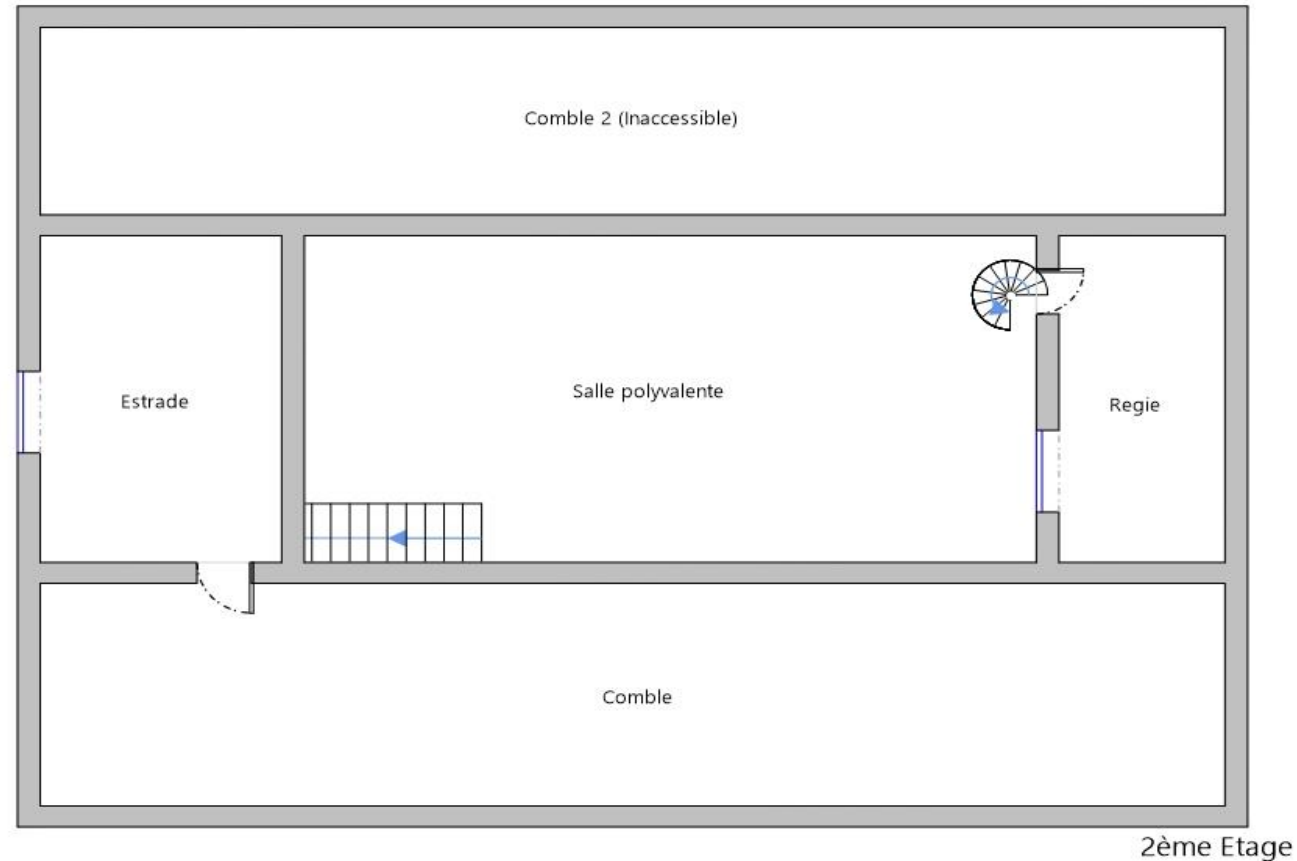 Comble 2 (Inaccessible)
Estrade
Salle polyvalente
Regie
Comble
2ème Etage